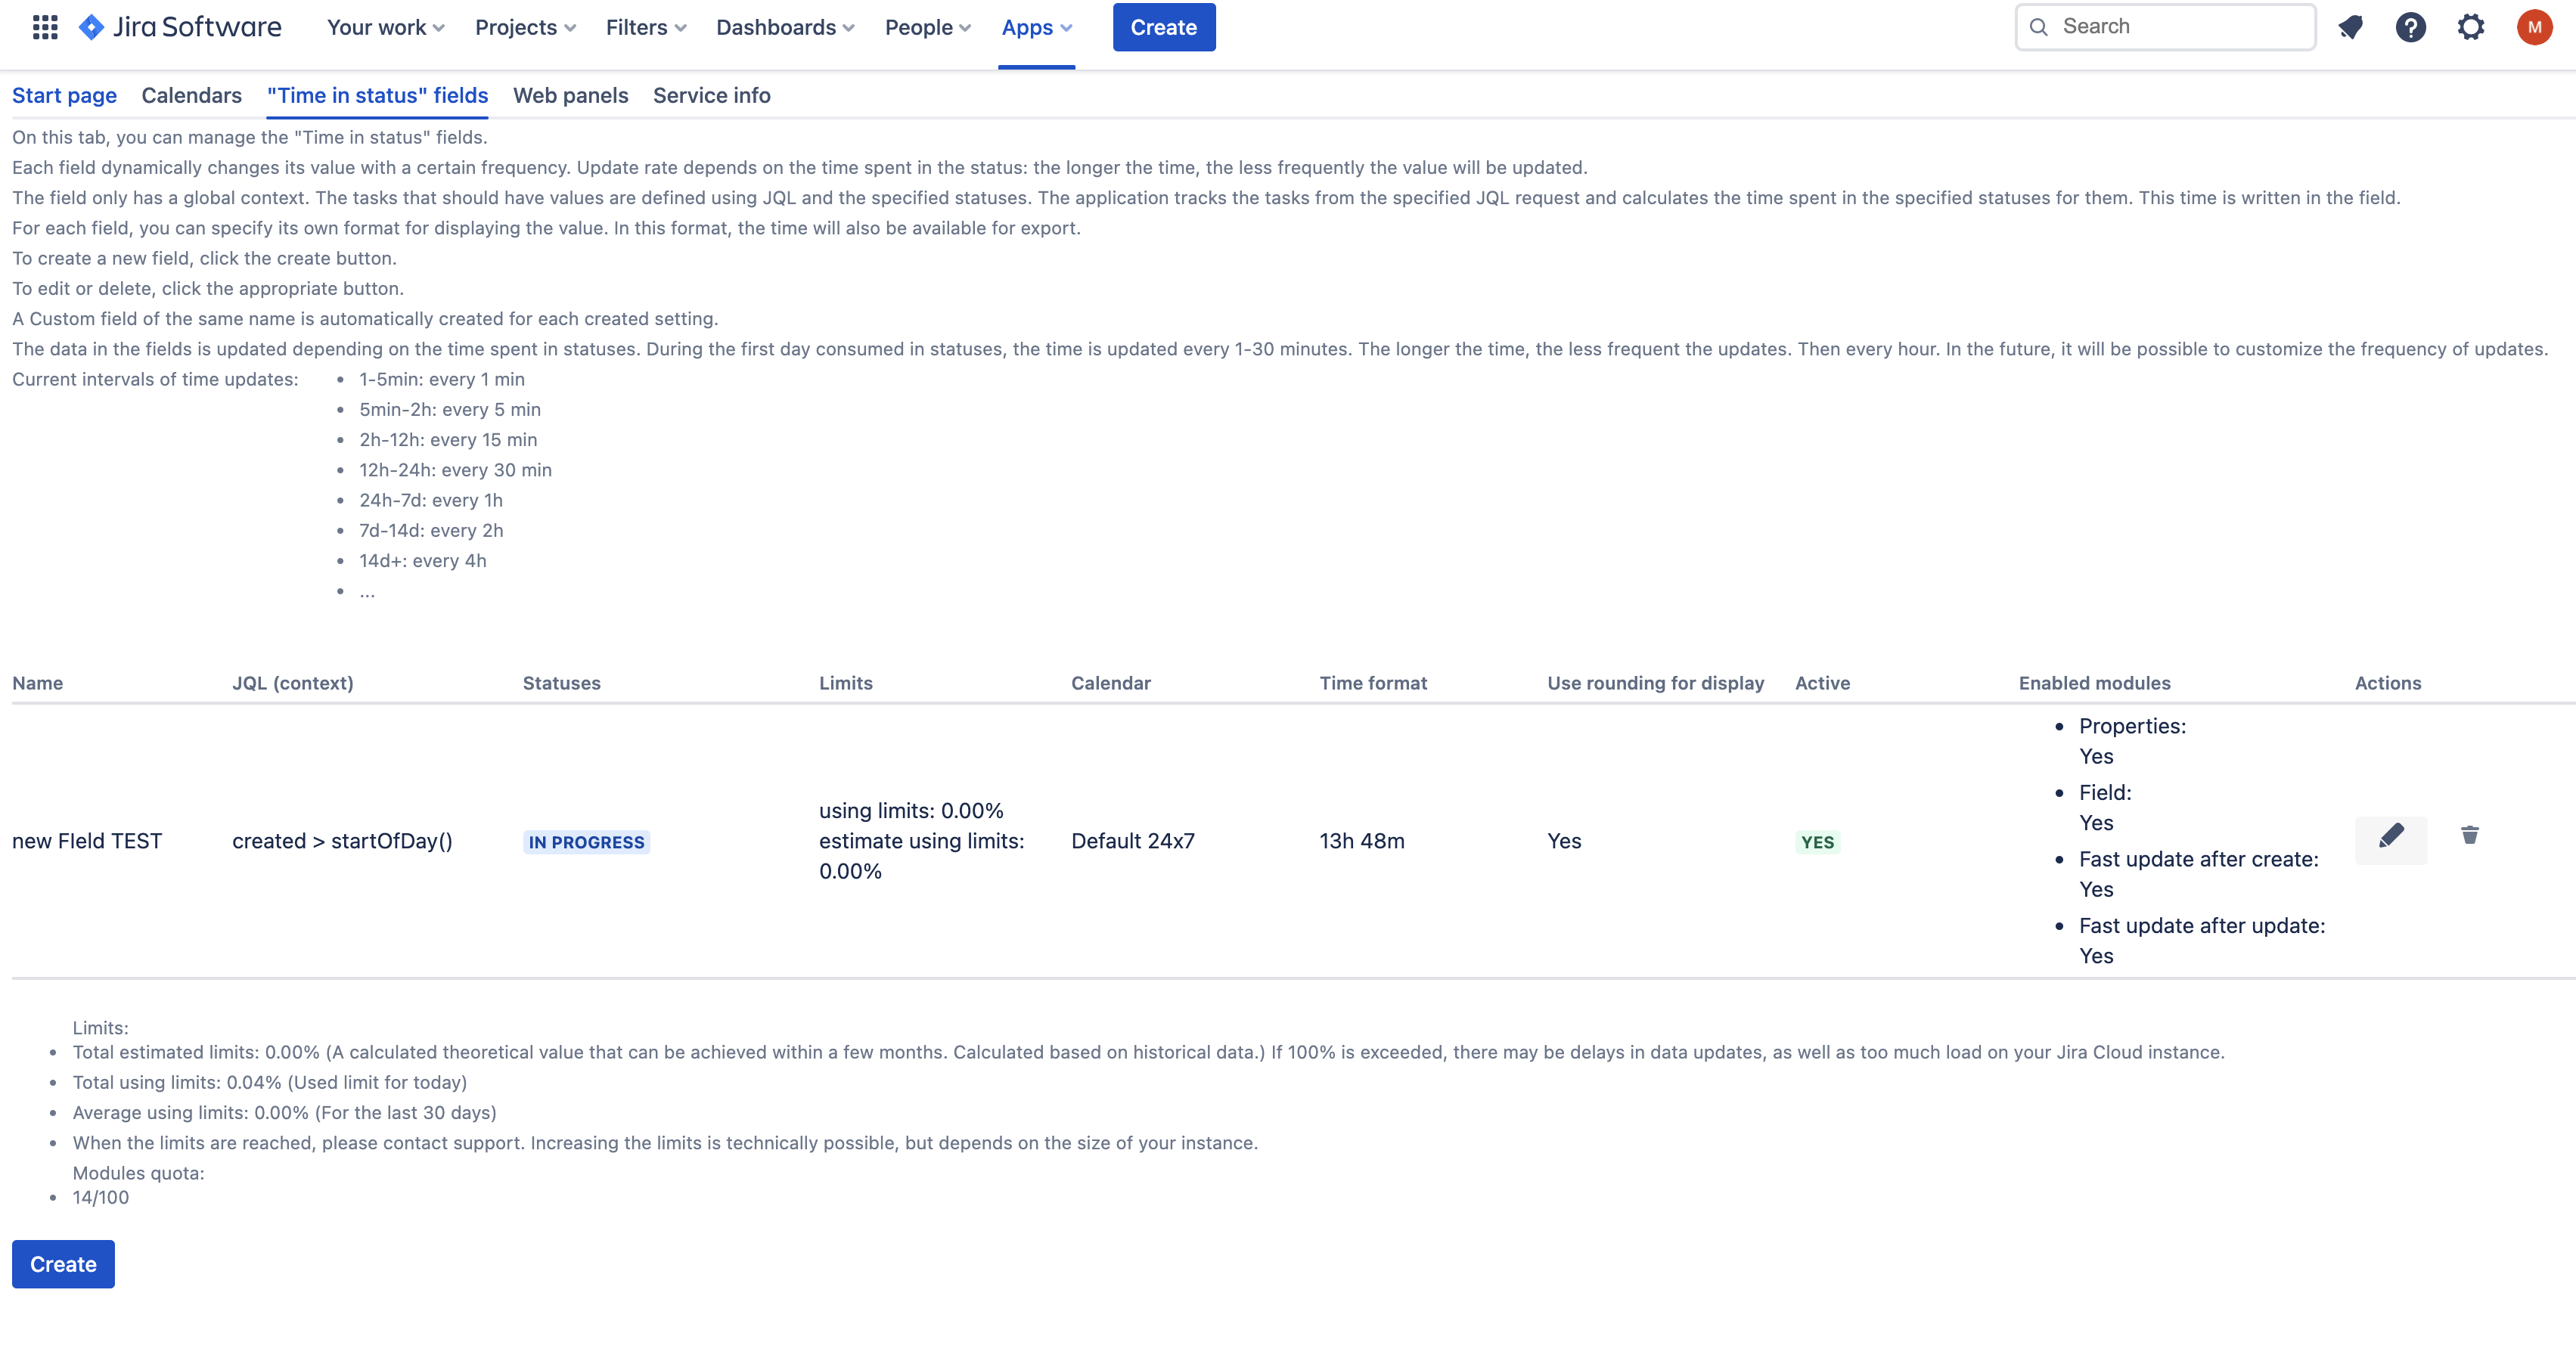 Jira Software Your work Projects Filters Dashboards People Apps Create Search M
Start page Calendars "Time in status" fields Web panels Service info
On this tab, you can manage the "Time in status" fields.
Each field dynamically changes its value with a certain frequency. Update rate depends on the time spent in the status: the longer the time, the less frequently the value will be updated.
The field only has a global context. The tasks that should have values are defined using JQL and the specified statuses. The application tracks the tasks from the specified JQL request and calculates the time spent in the specified statuses for them. This time is written in the field.
For each field, you can specify its own format for displaying the value. In this format, the time will also be available for export.
To create a new field, click the create button.
To edit or delete, click the appropriate button.
A Custom field of the same name is automatically created for each created setting.
The data in the fields is updated depending on the time spent in statuses. During the first day consumed in statuses, the time is updated every 1-30 minutes. The longer the time, the less frequent the updates. Then every hour. In the future, it will be possible to customize the frequency of updates.
Current intervals of time updates: • 1-5min: every 1 min
• 5min-2h: every 5 min
• 2h-12h: every 15 min
• 12h-24h: every 30 min
• 24h-7d: every 1h
• 7d-14d: every 2h
• 14d+: every 4h
• ...
Name JQL (context) Statuses Limits Calendar Time format Use rounding for display Active Enabled modules Actions
new FIeld TEST
created > startOfDay()
IN PROGRESS
using limits: 0.00%
estimate using limits:
0.00%
Default 24x7
13h 48m
Yes
YES
• Properties:
Yes
• Field:
Yes
• Fast update after create:
Yes
• Fast update after update:
Yes
Limits:
• Total estimated limits: 0.00% (A calculated theoretical value that can be achieved within a few months. Calculated based on historical data.) If 100% is exceeded, there may be delays in data updates, as well as too much load on your Jira Cloud instance.
• Total using limits: 0.04% (Used limit for today)
• Average using limits: 0.00% (For the last 30 days)
• When the limits are reached, please contact support. Increasing the limits is technically possible, but depends on the size of your instance.
Modules quota:
• 14/100
Create